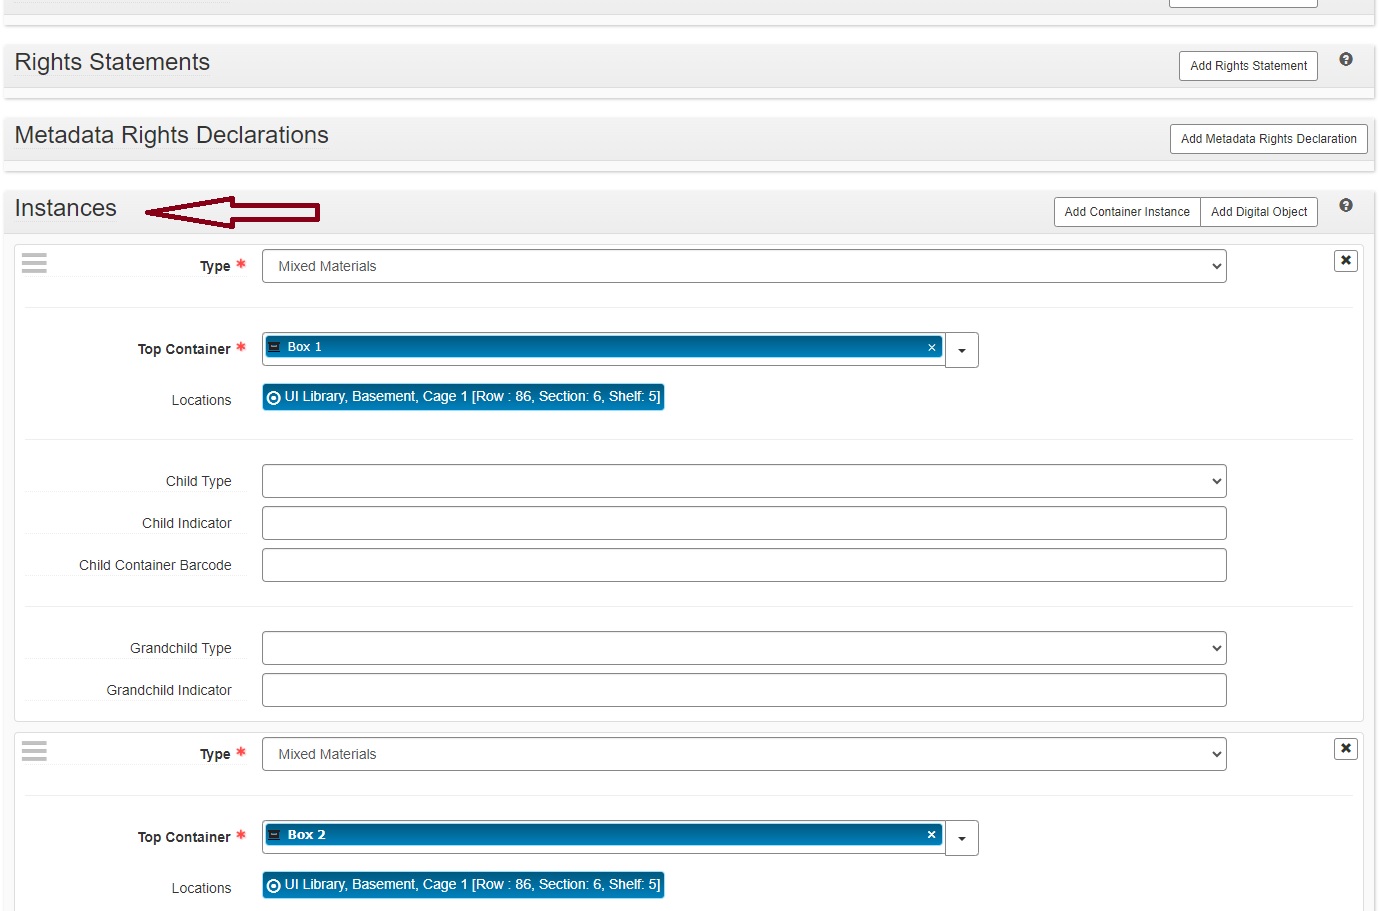 Rights Statements
Add Rights Statement
Metadata Rights Declarations
Add Metadata Rights Declaration
Instances
Add Container Instance Add Digital Object
Type * Mixed Materials
Top Container * Box 1 ×
Locations UI Library, Basement, Cage 1 [Row : 86, Section: 6, Shelf: 5]
Child Type
Child Indicator
Child Container Barcode
Grandchild Type
Grandchild Indicator
Type * Mixed Materials
Top Container * Box 2 ×
Locations UI Library, Basement, Cage 1 [Row : 86, Section: 6, Shelf: 5]